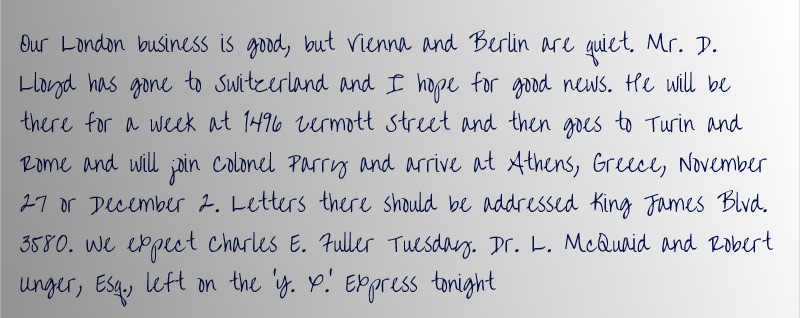 Our London business is good, but Vienna and Berlin are quiet. Mr. D.
Lloyd has gone to Switzerland and I hope for good news. He will be
there for a week at 1496 Zermott Street and then goes to Turin and
Rome and will join Colonel Parry and arrive at Athens, Greece, November
27 or December 2. Letters there should be addressed King James Blvd.
3580. We expect Charles E. Fuller Tuesday. Dr. L. McQuaid and Robert
Unger, Esq., left on the 'Y. X.' Express tonight